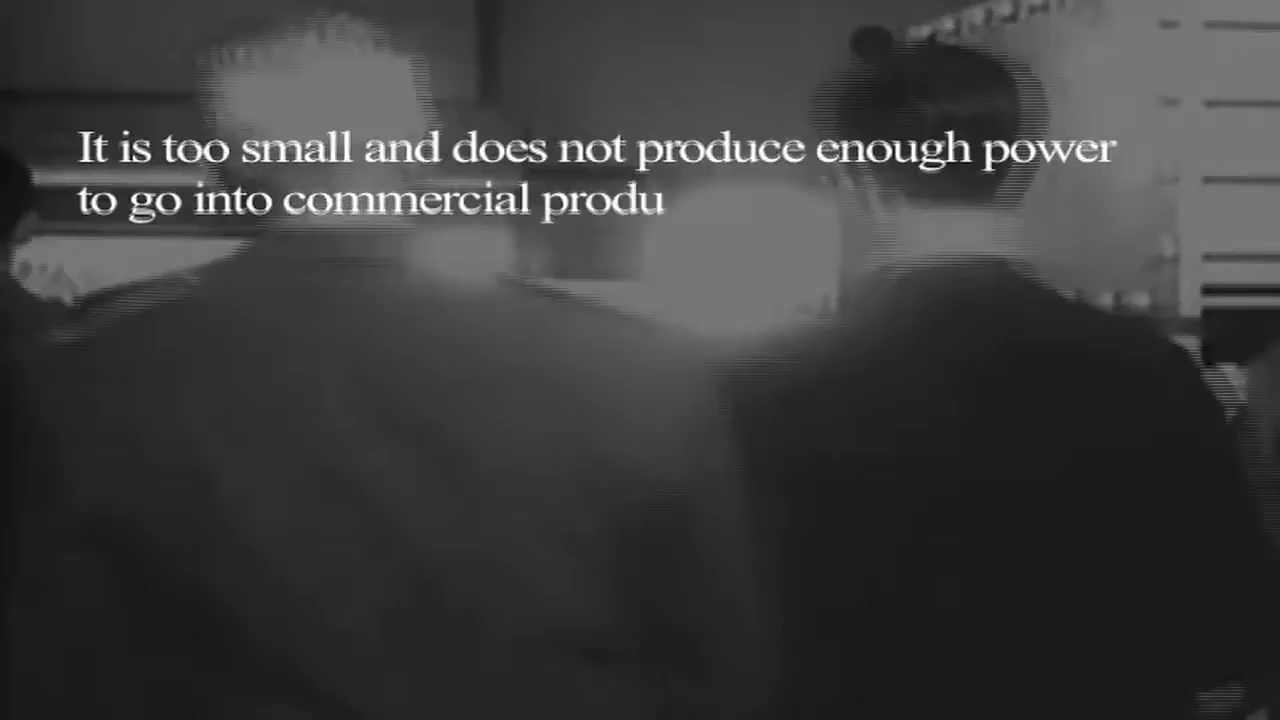 It is too small and does not produce enough power
to go into commercial produ